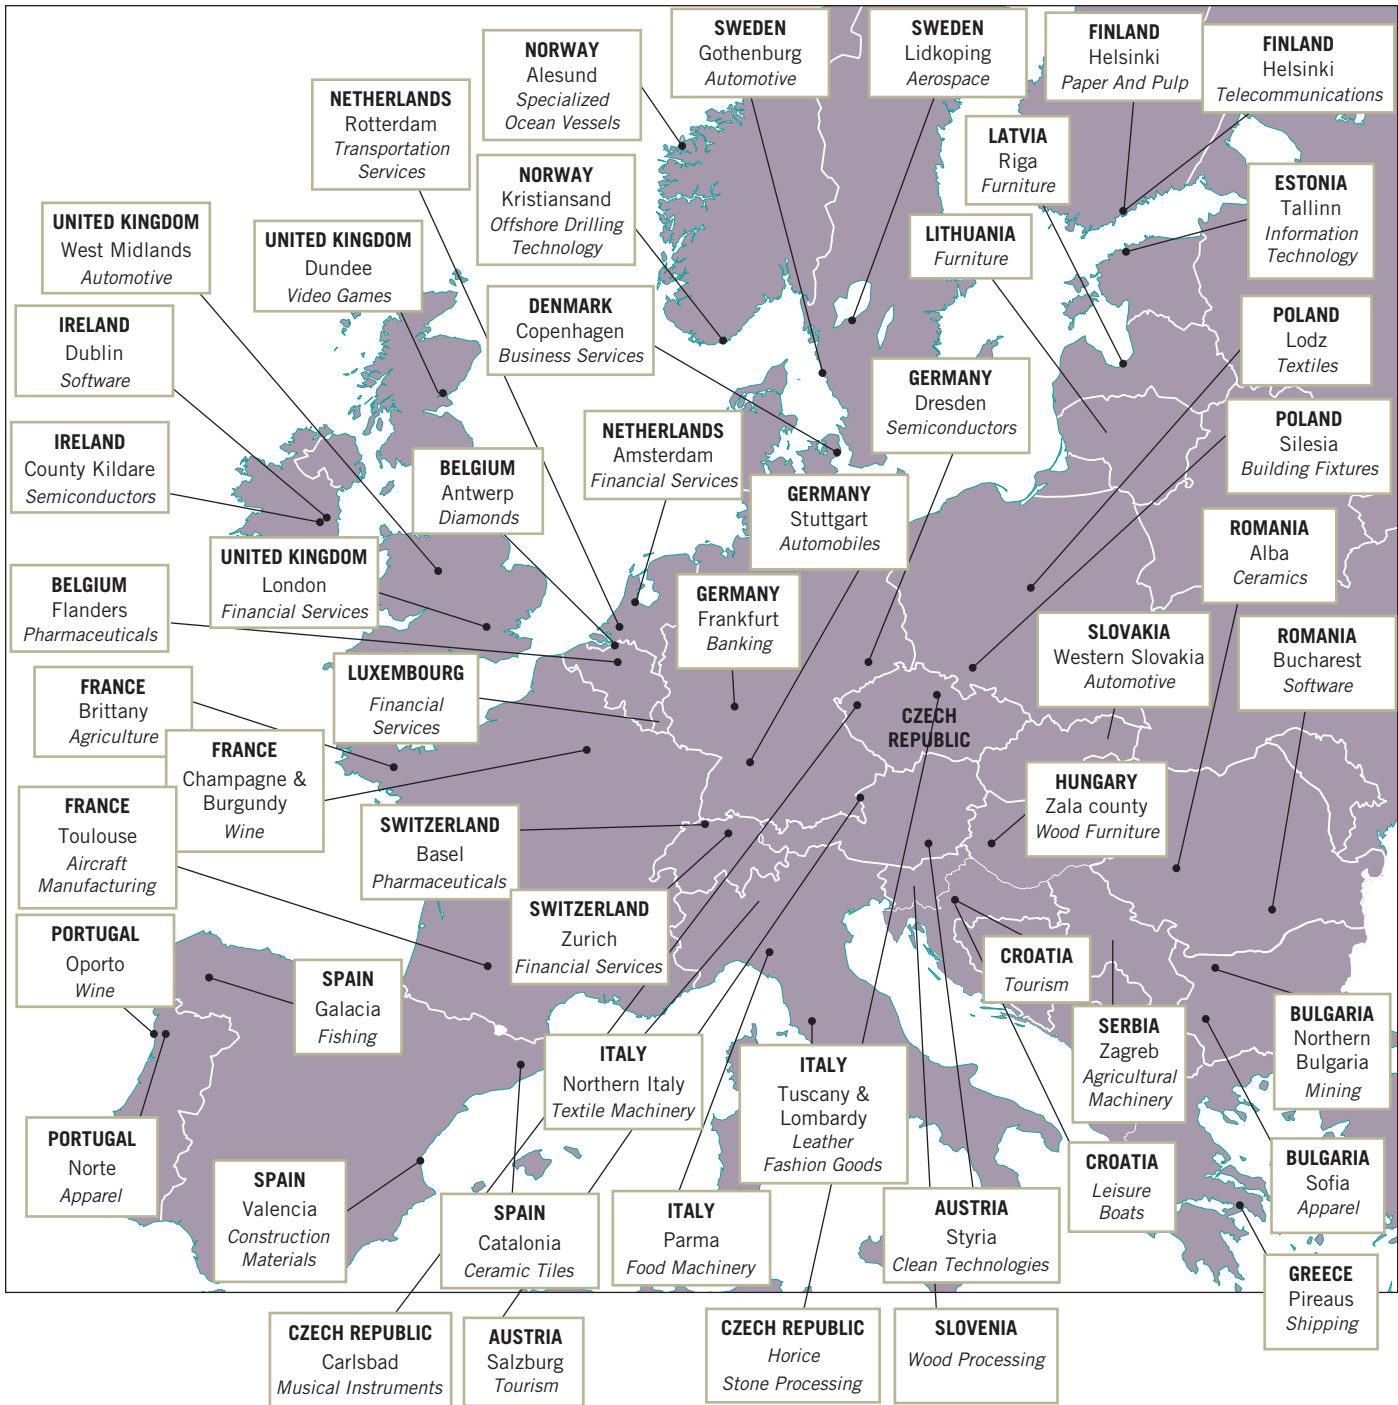 SWEDEN
Gothenburg
Automotive
SWEDEN
Lidkoping
Aerospace
FINLAND
Helsinki
Paper And Pulp
FINLAND
Helsinki
Telecommunications
NORWAY
Alesund
Specialized
Ocean Vessels
NETHERLANDS
Rotterdam
Transportation
Services
LATVIA
Riga
Furniture
NORWAY
Kristiansand
Offshore Drilling
Technology
ESTONIA
Tallinn
Information
Technology
UNITED KINGDOM
West Midlands
Automotive
UNITED KINGDOM
Dundee
Video Games
LITHUANIA
Furniture
DENMARK
Copenhagen
Business Services
POLAND
Lodz
Textiles
IRELAND
Dublin
Software
GERMANY
Dresden
Semiconductors
POLAND
Silesia
Building Fixtures
IRELAND
County Kildare
Semiconductors
NETHERLANDS
Amsterdam
Financial Services
BELGIUM
Antwerp
Diamonds
GERMANY
Stuttgart
Automobiles
ROMANIA
Alba
Ceramics
UNITED KINGDOM
London
Financial Services
BELGIUM
Flanders
Pharmaceuticals
GERMANY
Frankfurt
Banking
SLOVAKIA
Western Slovakia
Automotive
ROMANIA
Bucharest
Software
LUXEMBOURG
Financial
Services
FRANCE
Brittany
Agriculture
CZECH
REPUBLIC
FRANCE
Champagne &
Burgundy
Wine
HUNGARY
Zala county
Wood Furniture
FRANCE
Toulouse
Aircraft
Manufacturing
SWITZERLAND
Basel
Pharmaceuticals
SWITZERLAND
Zurich
Financial Services
PORTUGAL
Oporto
Wine
CROATIA
Tourism
SPAIN
Galacia
Fishing
BULGARIA
Northern
Bulgaria
Mining
SERBIA
Zagreb
Agricultural
Machinery
ITALY
Northern Italy
Textile Machinery
ITALY
Tuscany &
Lombardy
Leather
Fashion Goods
PORTUGAL
Norte
Apparel
CROATIA
Leisure
Boats
BULGARIA
Sofia
Apparel
SPAIN
Valencia
Construction
Materials
SPAIN
Catalonia
Ceramic Tiles
ITALY
Parma
Food Machinery
AUSTRIA
Styria
Clean Technologies
GREECE
Pireaus
Shipping
CZECH REPUBLIC
Carlsbad
Musical Instruments
AUSTRIA
Salzburg
Tourism
CZECH REPUBLIC
Horice
Stone Processing
SLOVENIA
Wood Processing